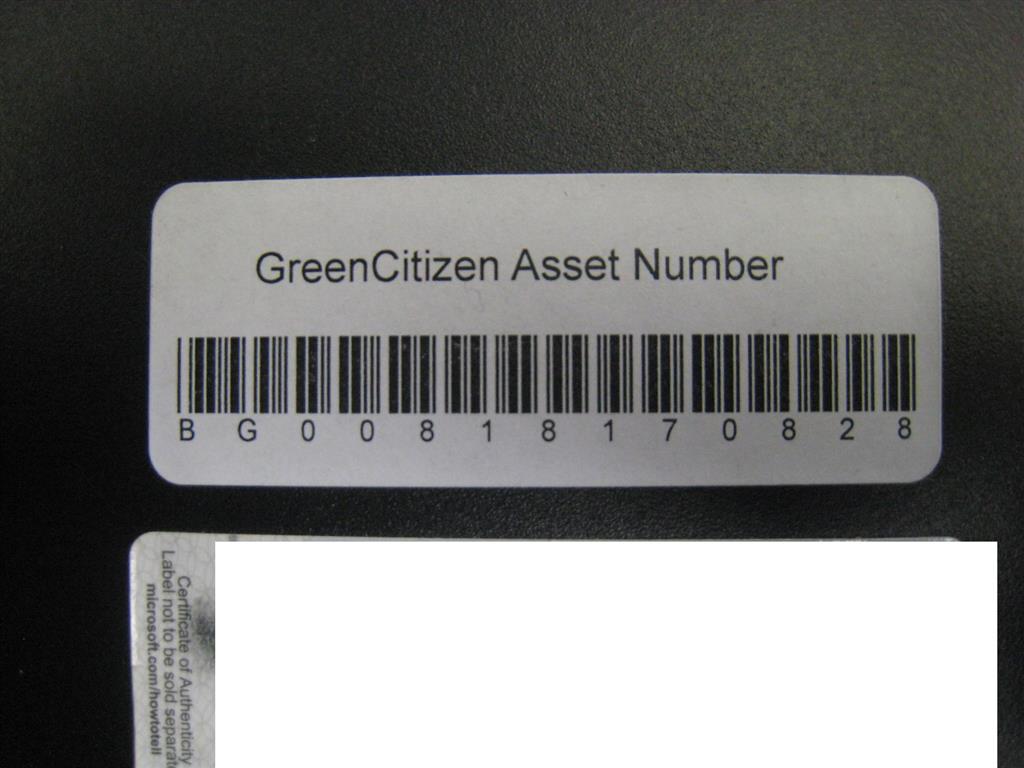 GreenCitizen Asset Number
B G 0 0 8 1 8 1 7 0 8 2 8
Certificate of Authenticity
Label not to be sold
microsoft.com/howtotell